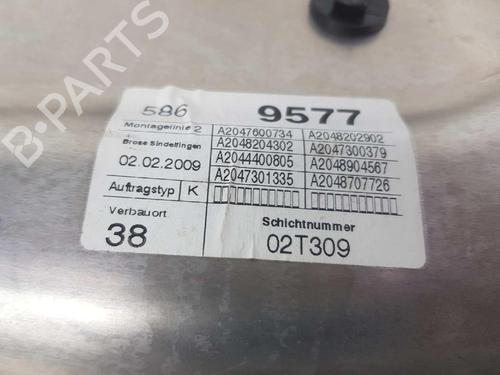 B-PARTS
586
9577
Montagelinie 2
A2047600734
A2048202902
Brose Sindelfingen
A2048204302
A2047300379
02.02.2009
A2044400805
A2048904567
Auftragstyp K
A2047301335
A2048707726
Verbauort
38
Schichtnummer
02T309